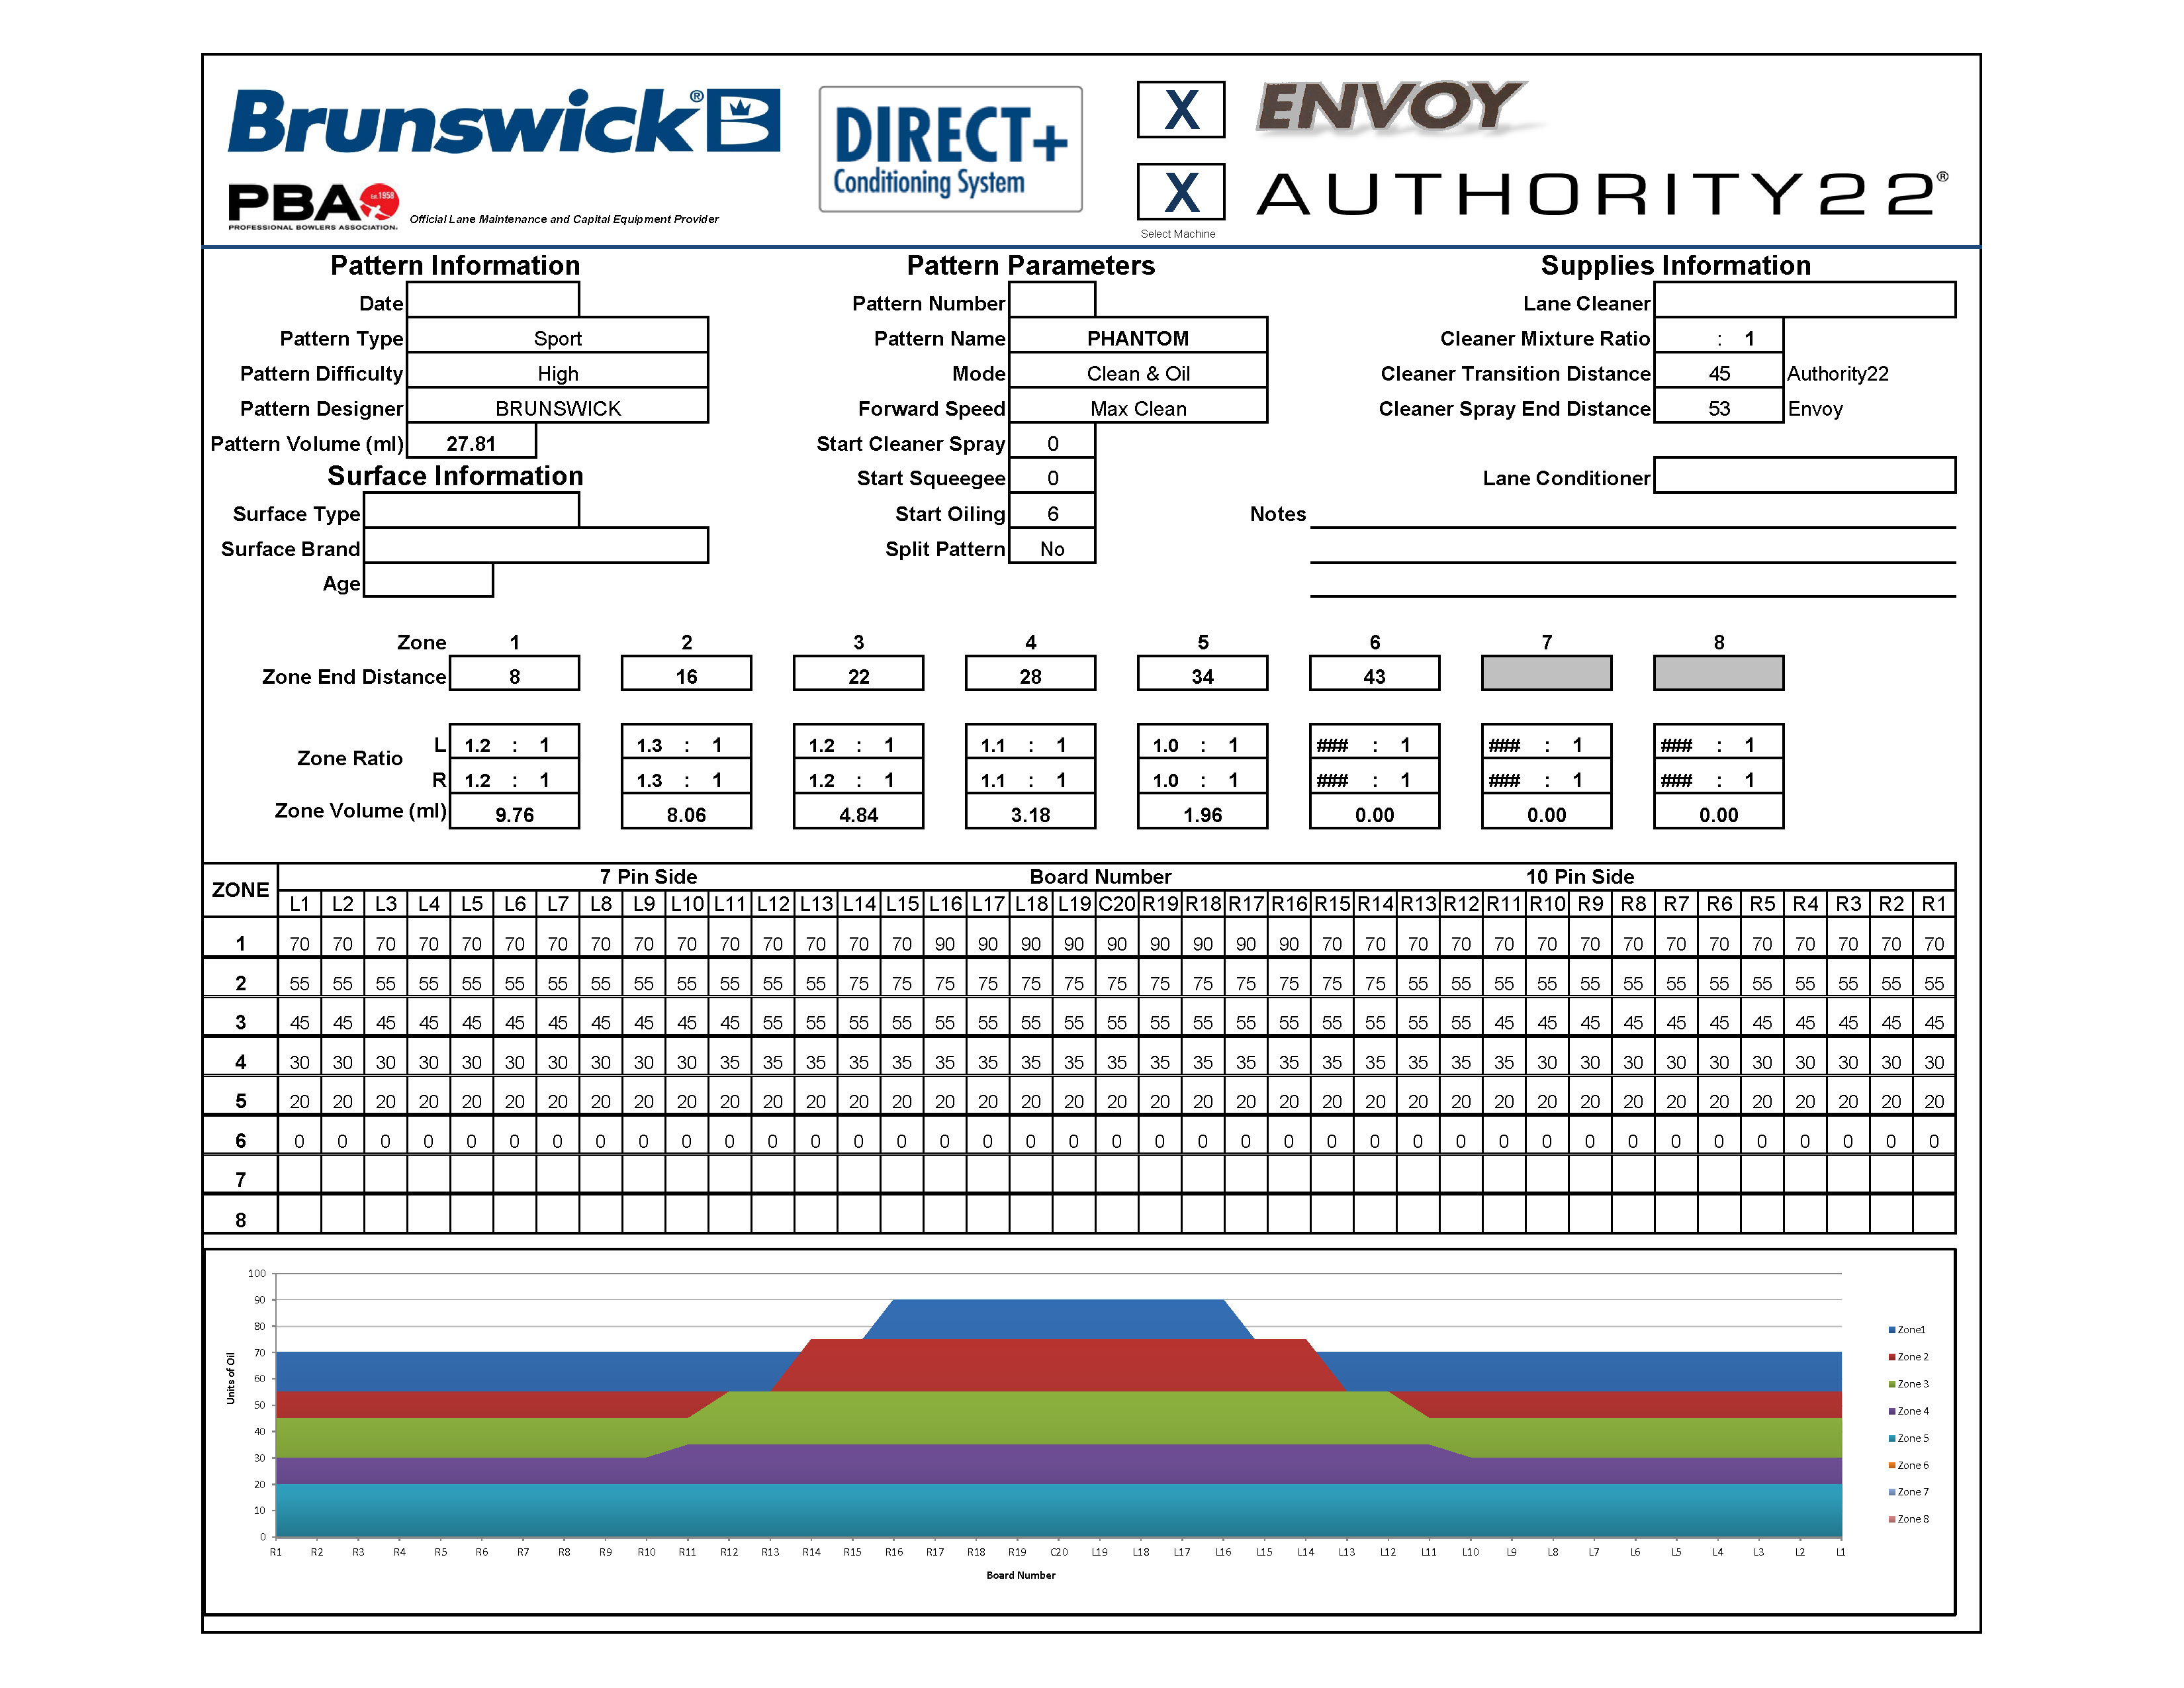 Brunswick® B
DIRECT+
Conditioning System
X ENVOY
X AUTHORITY22®
Select Machine
PBA est.1958
PROFESSIONAL BOWLERS ASSOCIATION.
Official Lane Maintenance and Capital Equipment Provider
Pattern Information Pattern Parameters Supplies Information
Date Pattern Number Lane Cleaner
Pattern Type Sport Pattern Name PHANTOM Cleaner Mixture Ratio : 1
Pattern Difficulty High Mode Clean & Oil Cleaner Transition Distance 45 Authority22
Pattern Designer BRUNSWICK Forward Speed Max Clean Cleaner Spray End Distance 53 Envoy
Pattern Volume (ml) 27.81 Start Cleaner Spray 0
Surface Information Start Squeegee 0 Lane Conditioner
Surface Type Start Oiling 6 Notes
Surface Brand Split Pattern No
Age
Zone 1 2 3 4 5 6 7 8
Zone End Distance 8 16 22 28 34 43
Zone Ratio L 1.2 : 1 1.3 : 1 1.2 : 1 1.1 : 1 1.0 : 1 ### : 1 ### : 1 ### : 1
R 1.2 : 1 1.3 : 1 1.2 : 1 1.1 : 1 1.0 : 1 ### : 1 ### : 1 ### : 1
Zone Volume (ml) 9.76 8.06 4.84 3.18 1.96 0.00 0.00 0.00
ZONE 7 Pin Side Board Number 10 Pin Side
L1 L2 L3 L4 L5 L6 L7 L8 L9 L10 L11 L12 L13 L14 L15 L16 L17 L18 L19 C20 R19 R18 R17 R16 R15 R14 R13 R12 R11 R10 R9 R8 R7 R6 R5 R4 R3 R2 R1
1 70 70 70 70 70 70 70 70 70 70 70 70 70 70 70 90 90 90 90 90 90 90 90 90 70 70 70 70 70 70 70 70 70 70 70 70 70 70 70
2 55 55 55 55 55 55 55 55 55 55 55 55 55 75 75 75 75 75 75 75 75 75 75 75 75 75 55 55 55 55 55 55 55 55 55 55 55 55 55
3 45 45 45 45 45 45 45 45 45 45 45 55 55 55 55 55 55 55 55 55 55 55 55 55 55 55 55 55 45 45 45 45 45 45 45 45 45 45 45
4 30 30 30 30 30 30 30 30 30 30 35 35 35 35 35 35 35 35 35 35 35 35 35 35 35 35 35 35 35 30 30 30 30 30 30 30 30 30 30
5 20 20 20 20 20 20 20 20 20 20 20 20 20 20 20 20 20 20 20 20 20 20 20 20 20 20 20 20 20 20 20 20 20 20 20 20 20 20 20
6 0 0 0 0 0 0 0 0 0 0 0 0 0 0 0 0 0 0 0 0 0 0 0 0 0 0 0 0 0 0 0 0 0 0 0 0 0 0 0
7
8
Units of Oil
100
90
80
70
60
50
40
30
20
10
0
R1 R2 R3 R4 R5 R6 R7 R8 R9 R10 R11 R12 R13 R14 R15 R16 R17 R18 R19 C20 L19 L18 L17 L16 L15 L14 L13 L12 L11 L10 L9 L8 L7 L6 L5 L4 L3 L2 L1
Board Number
Zone1
Zone 2
Zone 3
Zone 4
Zone 5
Zone 6
Zone 7
Zone 8